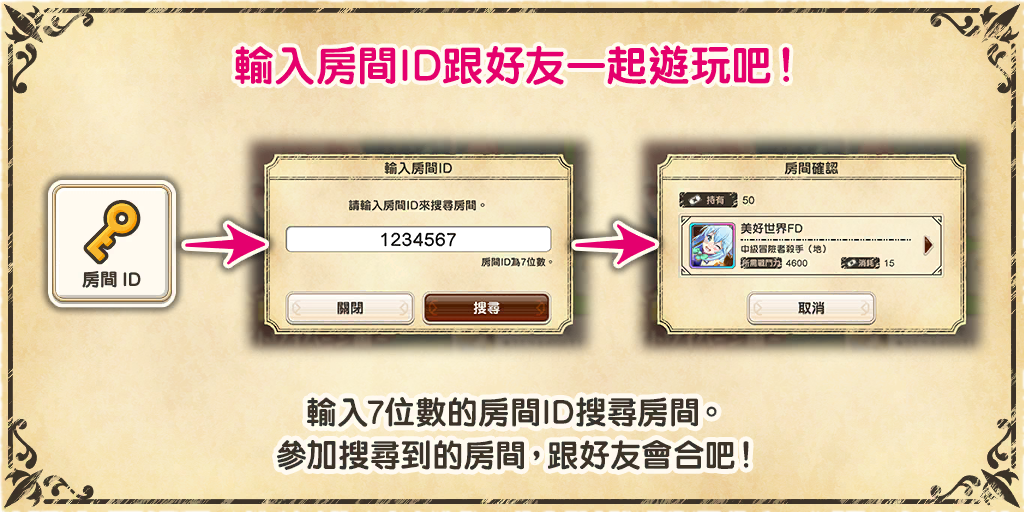 輸入房間ID跟好友一起遊玩吧！
房間 ID
輸入房間ID
請輸入房間ID來搜尋房間。
1234567
房間ID為7位數。
關閉
搜尋
房間確認
持有 50
美好世界FD
中級冒險者殺手（地）
所需戰鬥力 4600
消耗 15
取消
輸入7位數的房間ID搜尋房間。
參加搜尋到的房間，跟好友會合吧！